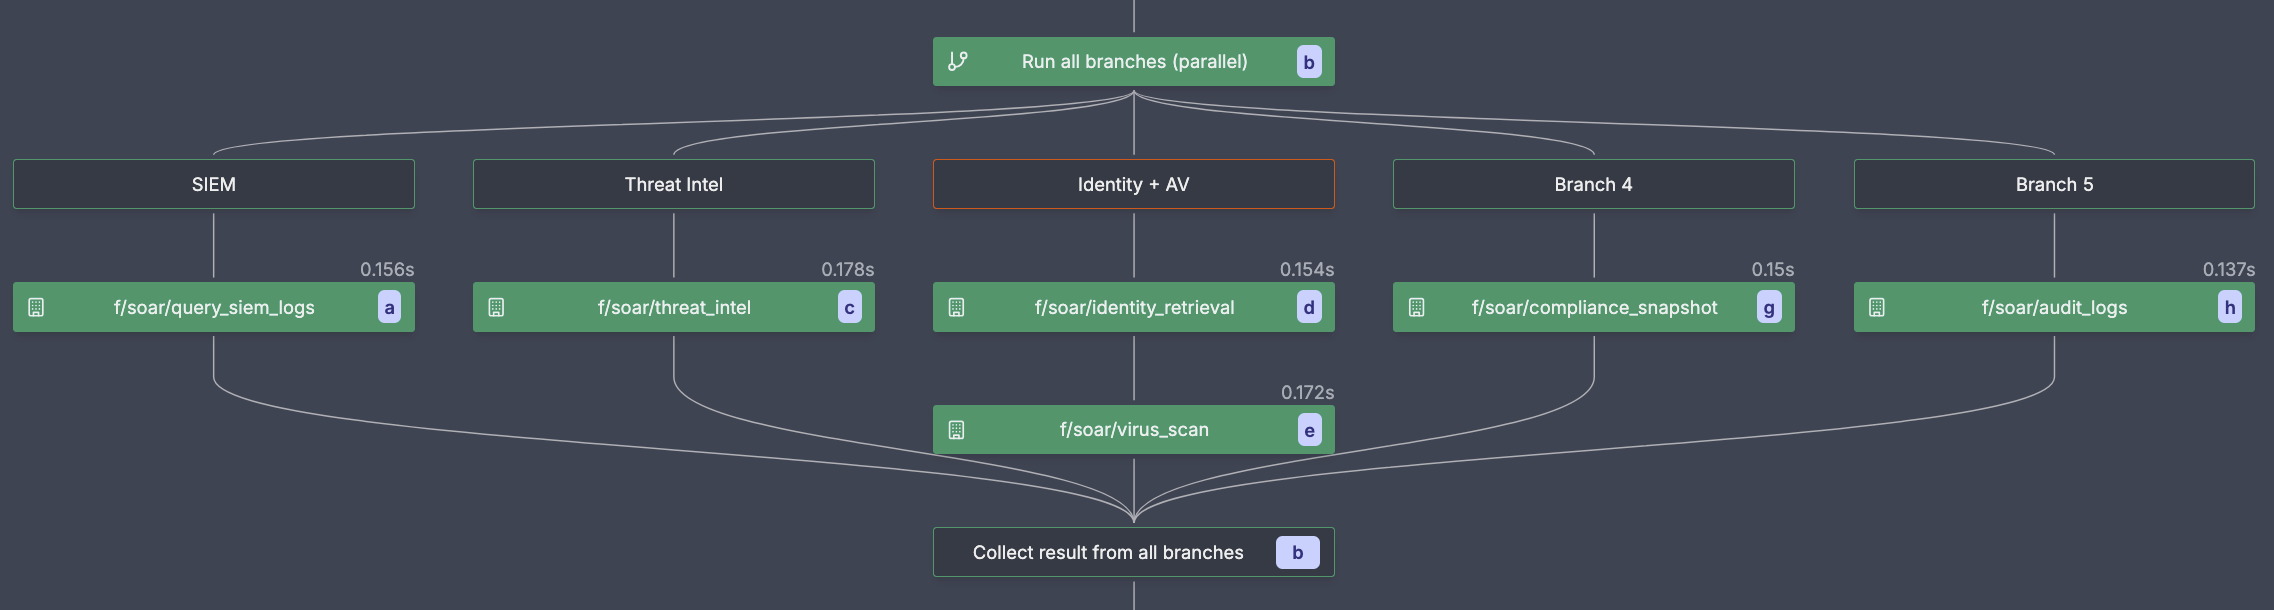 Run all branches (parallel) b
SIEM
Threat Intel
Identity + AV
Branch 4
Branch 5
0.156s
0.178s
0.154s
0.15s
0.137s
f/soar/query_siem_logs a
f/soar/threat_intel c
f/soar/identity_retrieval d
f/soar/compliance_snapshot g
f/soar/audit_logs h
0.172s
f/soar/virus_scan e
Collect result from all branches b